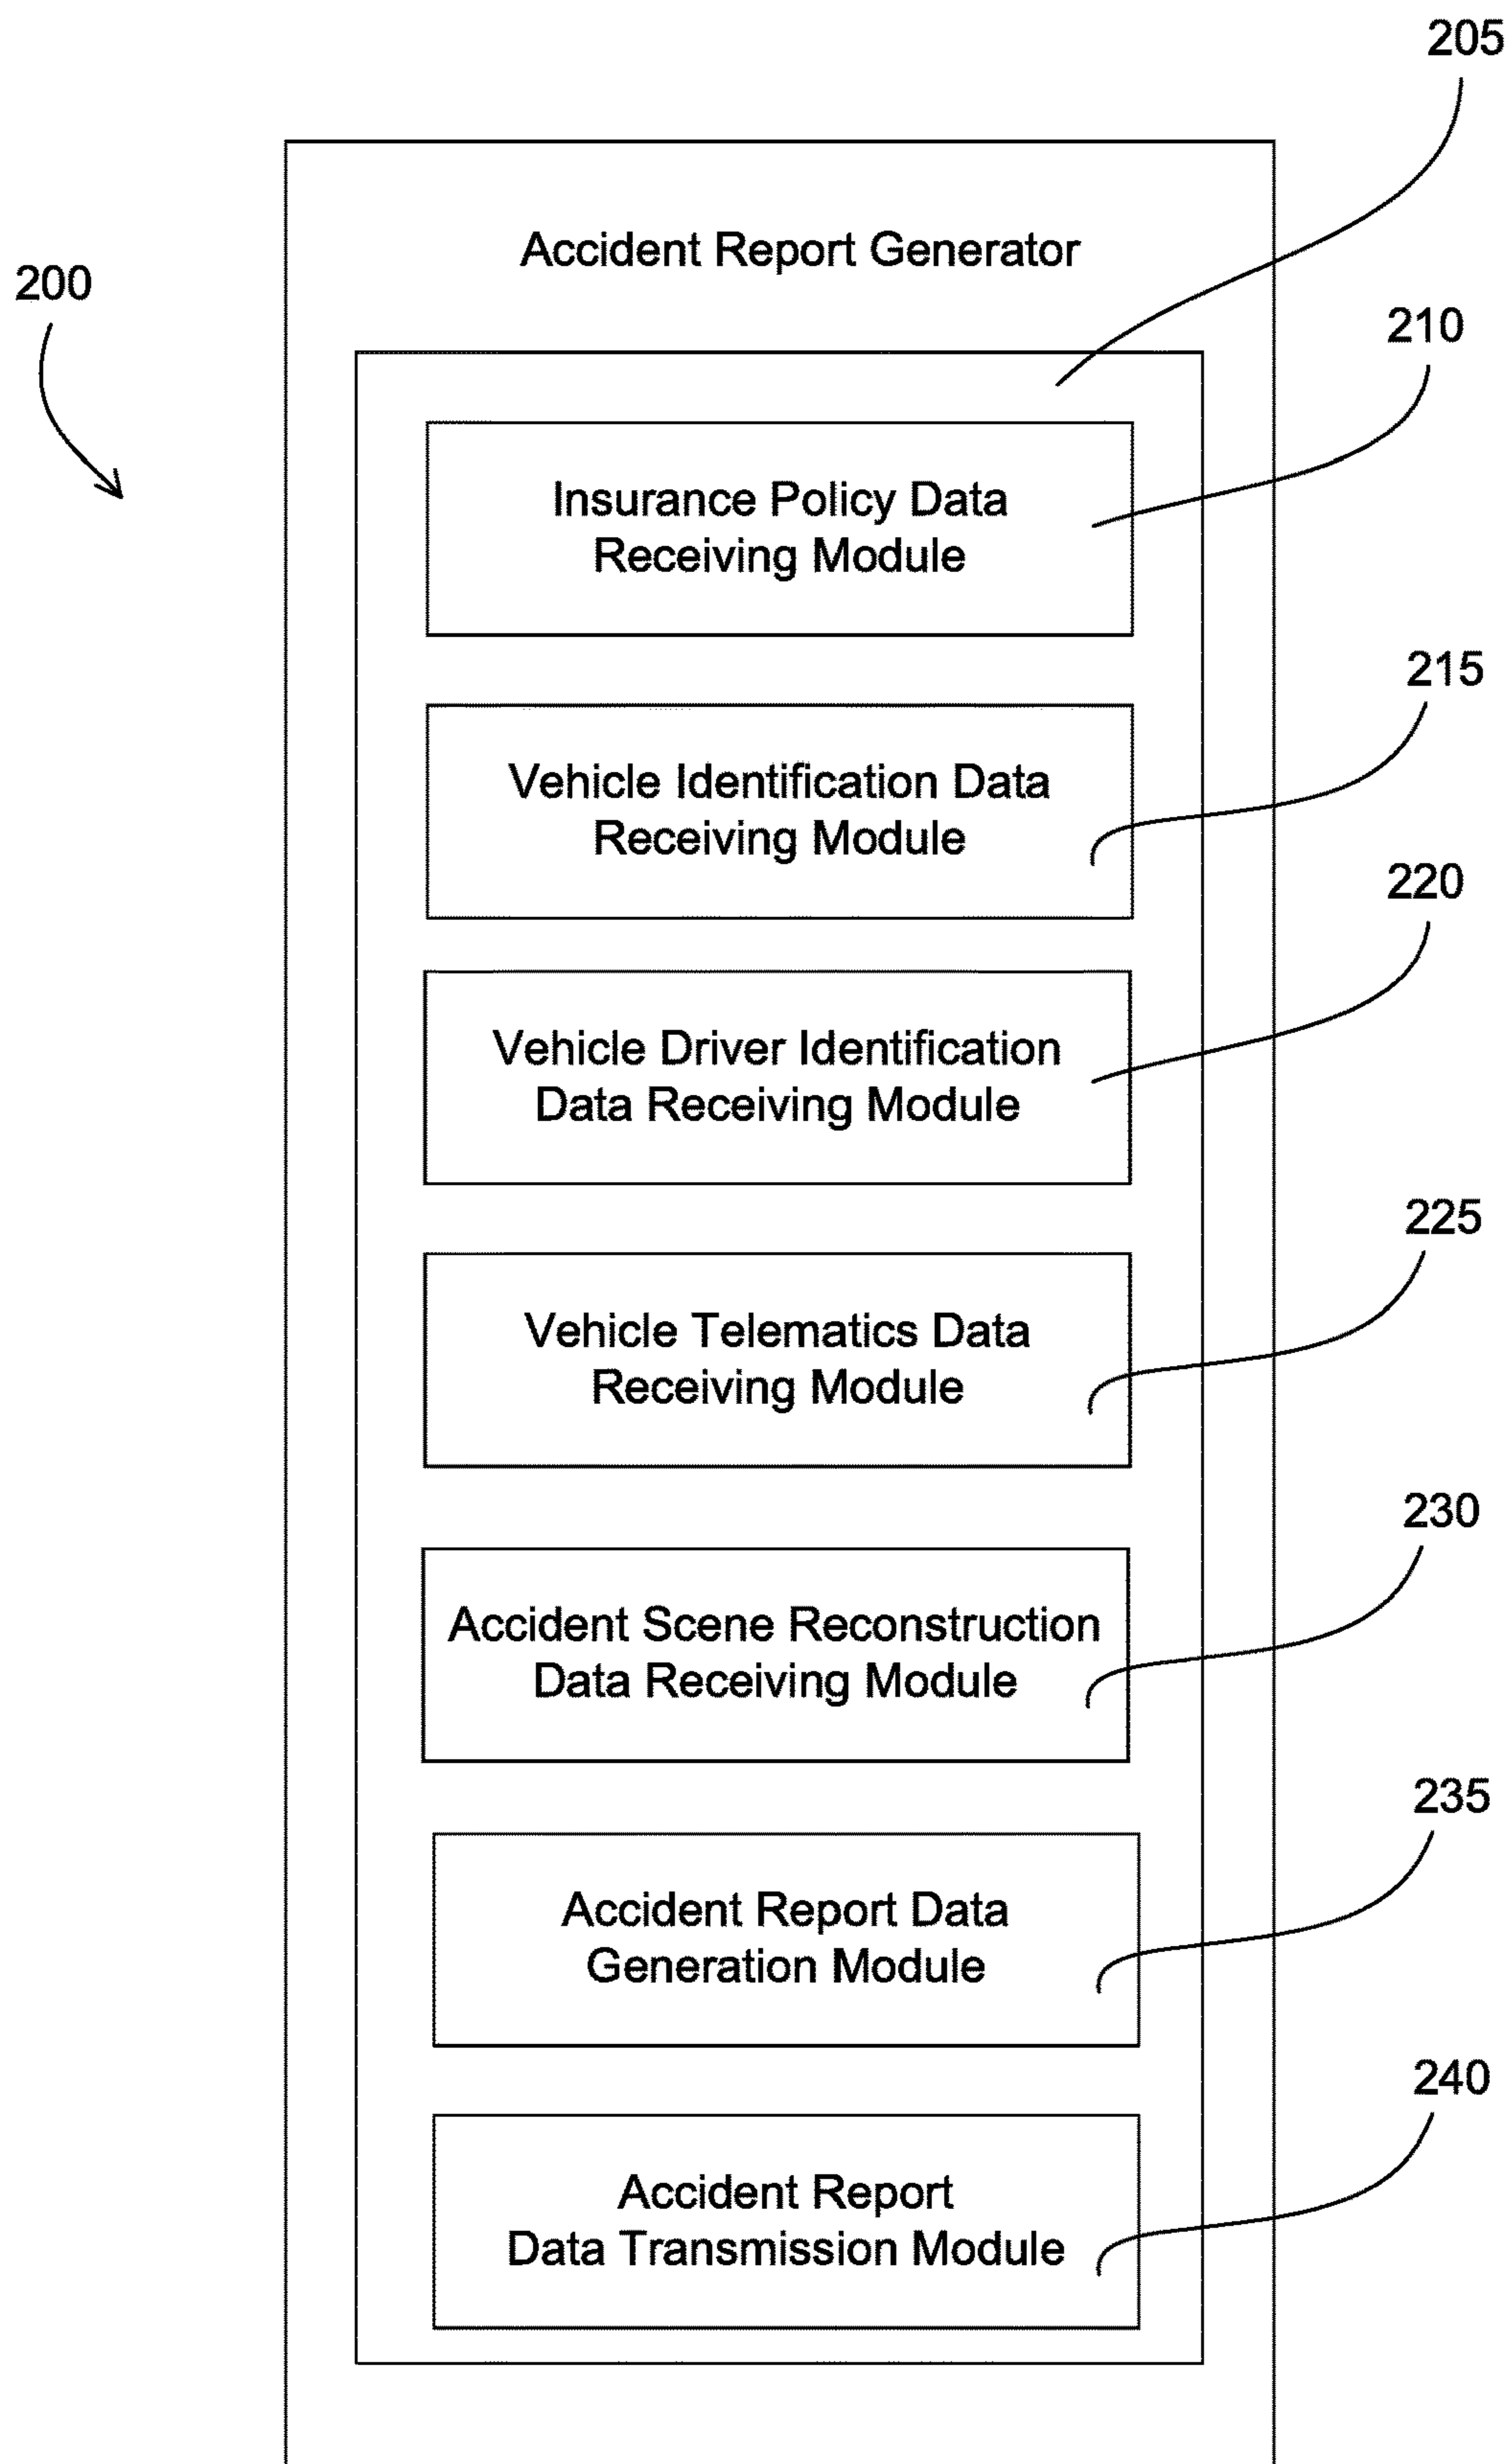 205
Accident Report Generator
200
210
Insurance Policy Data
Receiving Module
215
Vehicle Identification Data
Receiving Module
220
Vehicle Driver Identification
Data Receiving Module
225
Vehicle Telematics Data
Receiving Module
230
Accident Scene Reconstruction
Data Receiving Module
235
Accident Report Data
Generation Module
240
Accident Report
Data Transmission Module